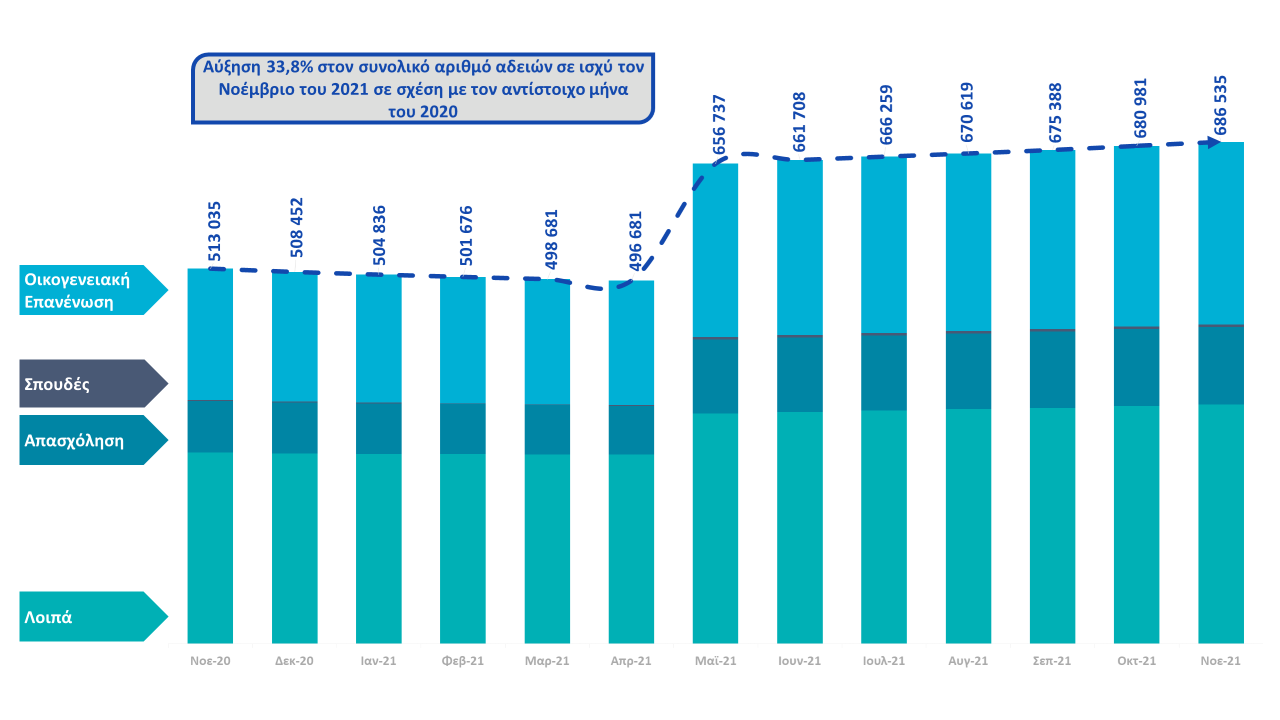 Αύξηση 33,8% στον συνολικό αριθμό αδειών σε ισχύ τον
Νοέμβριο του 2021 σε σχέση με τον αντίστοιχο μήνα
του 2020
513 035
508 452
504 836
501 676
498 681
496 681
656 737
661 708
666 259
670 619
675 388
680 981
686 535
Οικογενειακή
Επανένωση
Σπουδές
Απασχόληση
Λοιπά
Νοε-20
Δεκ-20
Ιαν-21
Φεβ-21
Μαρ-21
Απρ-21
Μαϊ-21
Ιουν-21
Ιουλ-21
Αυγ-21
Σεπ-21
Οκτ-21
Νοε-21